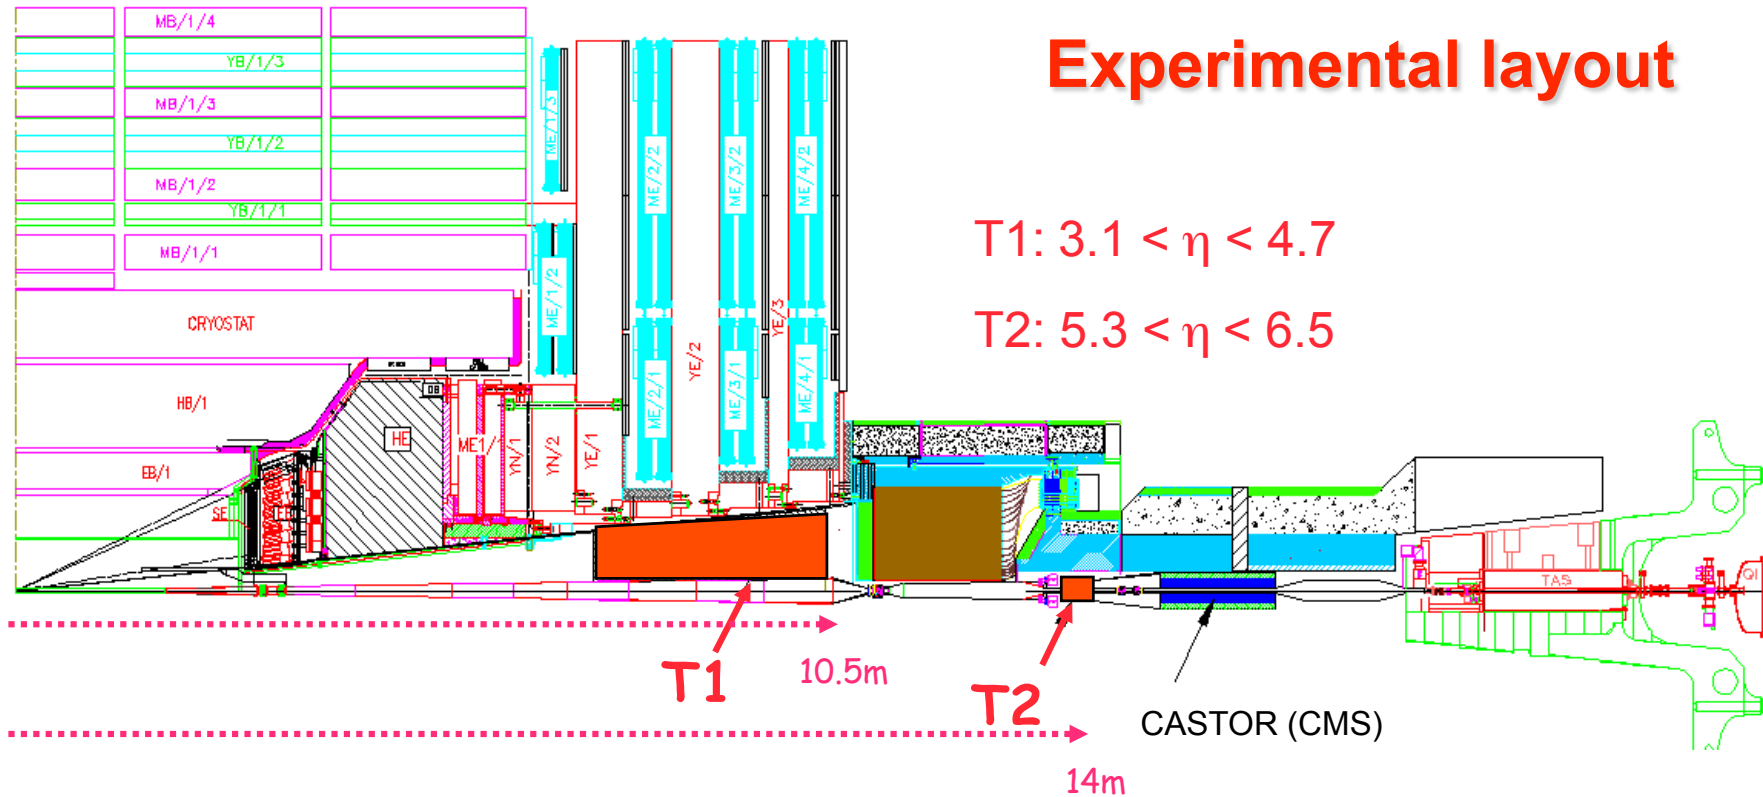 Experimental layout
T1: 3.1 < η < 4.7
T2: 5.3 < η < 6.5
MB/1/4
YB/1/3
MB/1/3
YB/1/2
MB/1/2
YB/1/1
MB/1/1
CRYOSTAT
HB/1
EB/1
SE
HE
ME/1/3
ME/1/2
YN/1
YN/2
YE/1
ME/2/2
ME/2/1
YE/2
ME/3/2
ME/3/1
YE/3
ME/4/2
ME/4/1
TAS
T1
10.5m
T2
CASTOR (CMS)
14m